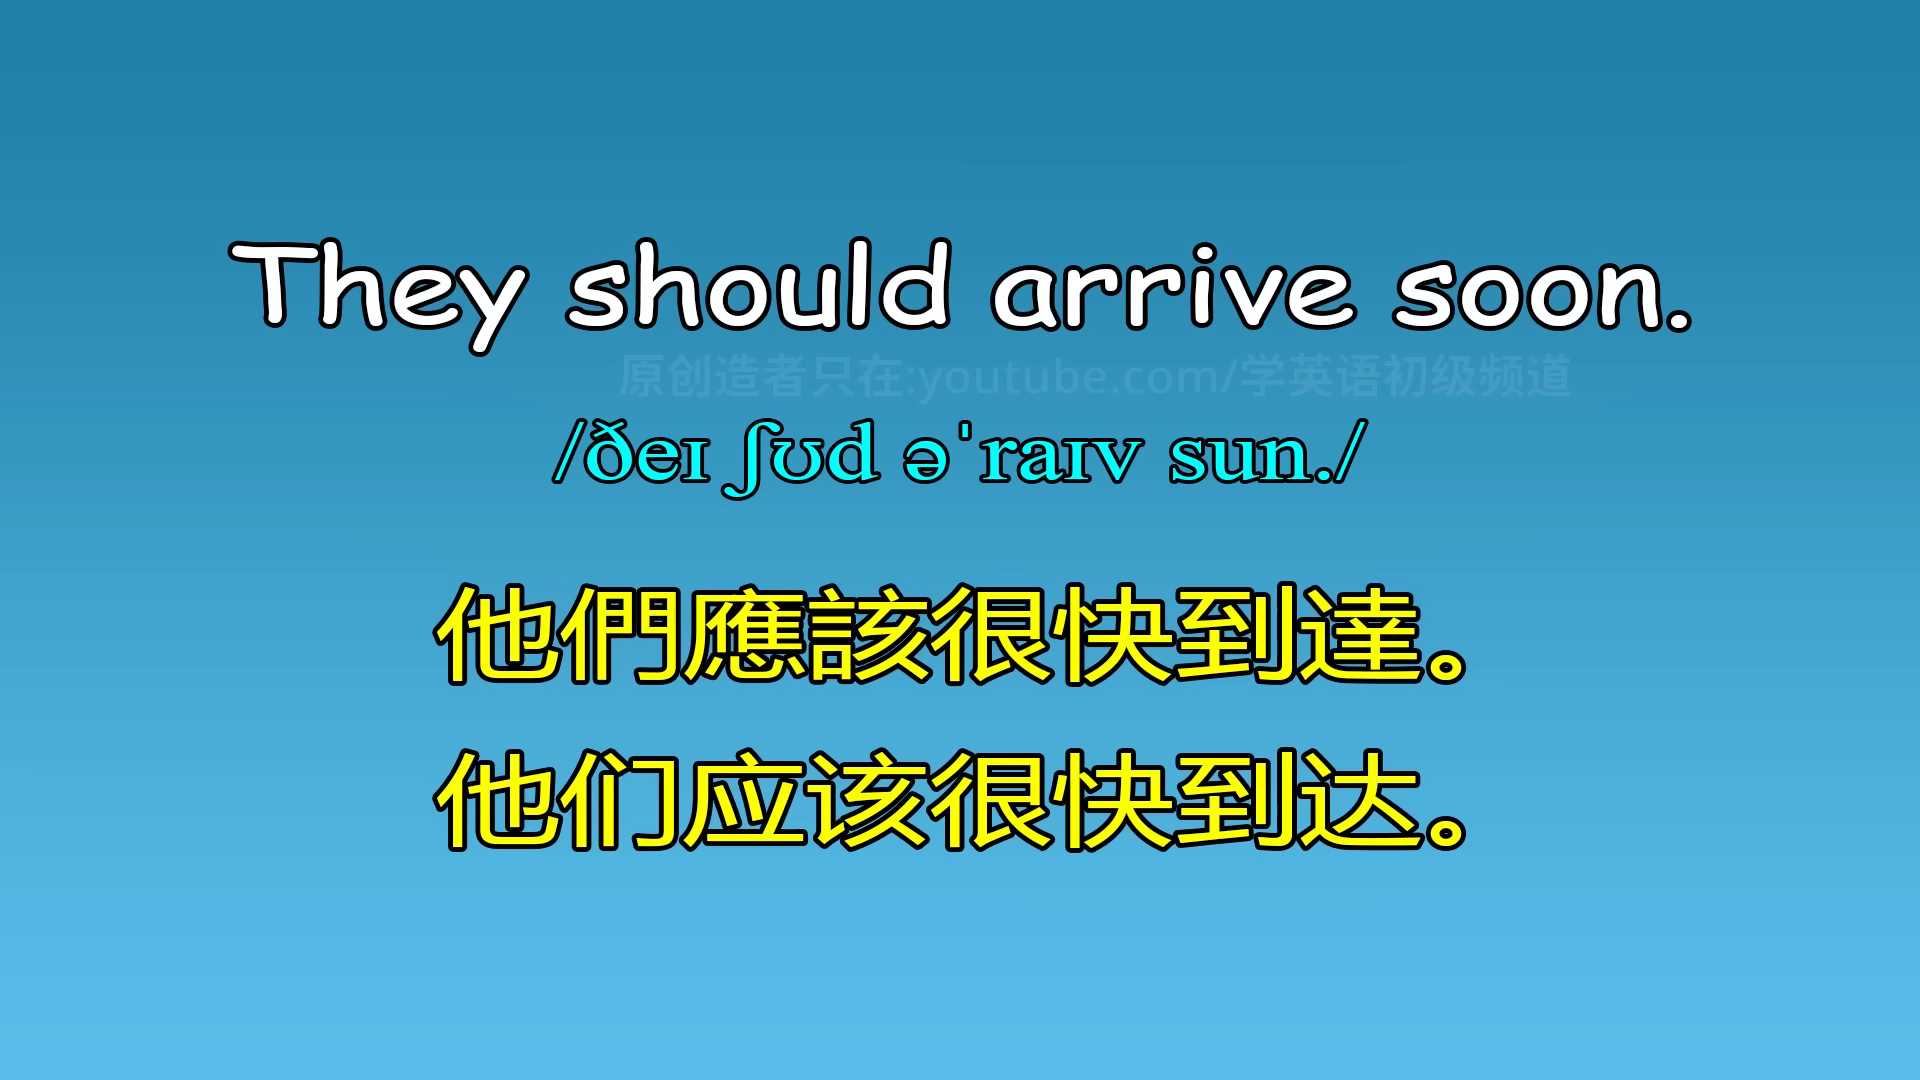 They should arrive soon.
原创造者只在:youtube.com/学英语初级频道
/ðeɪ ʃʊd əˈraɪv sun./
他們應該很快到達。
他们应该很快到达。